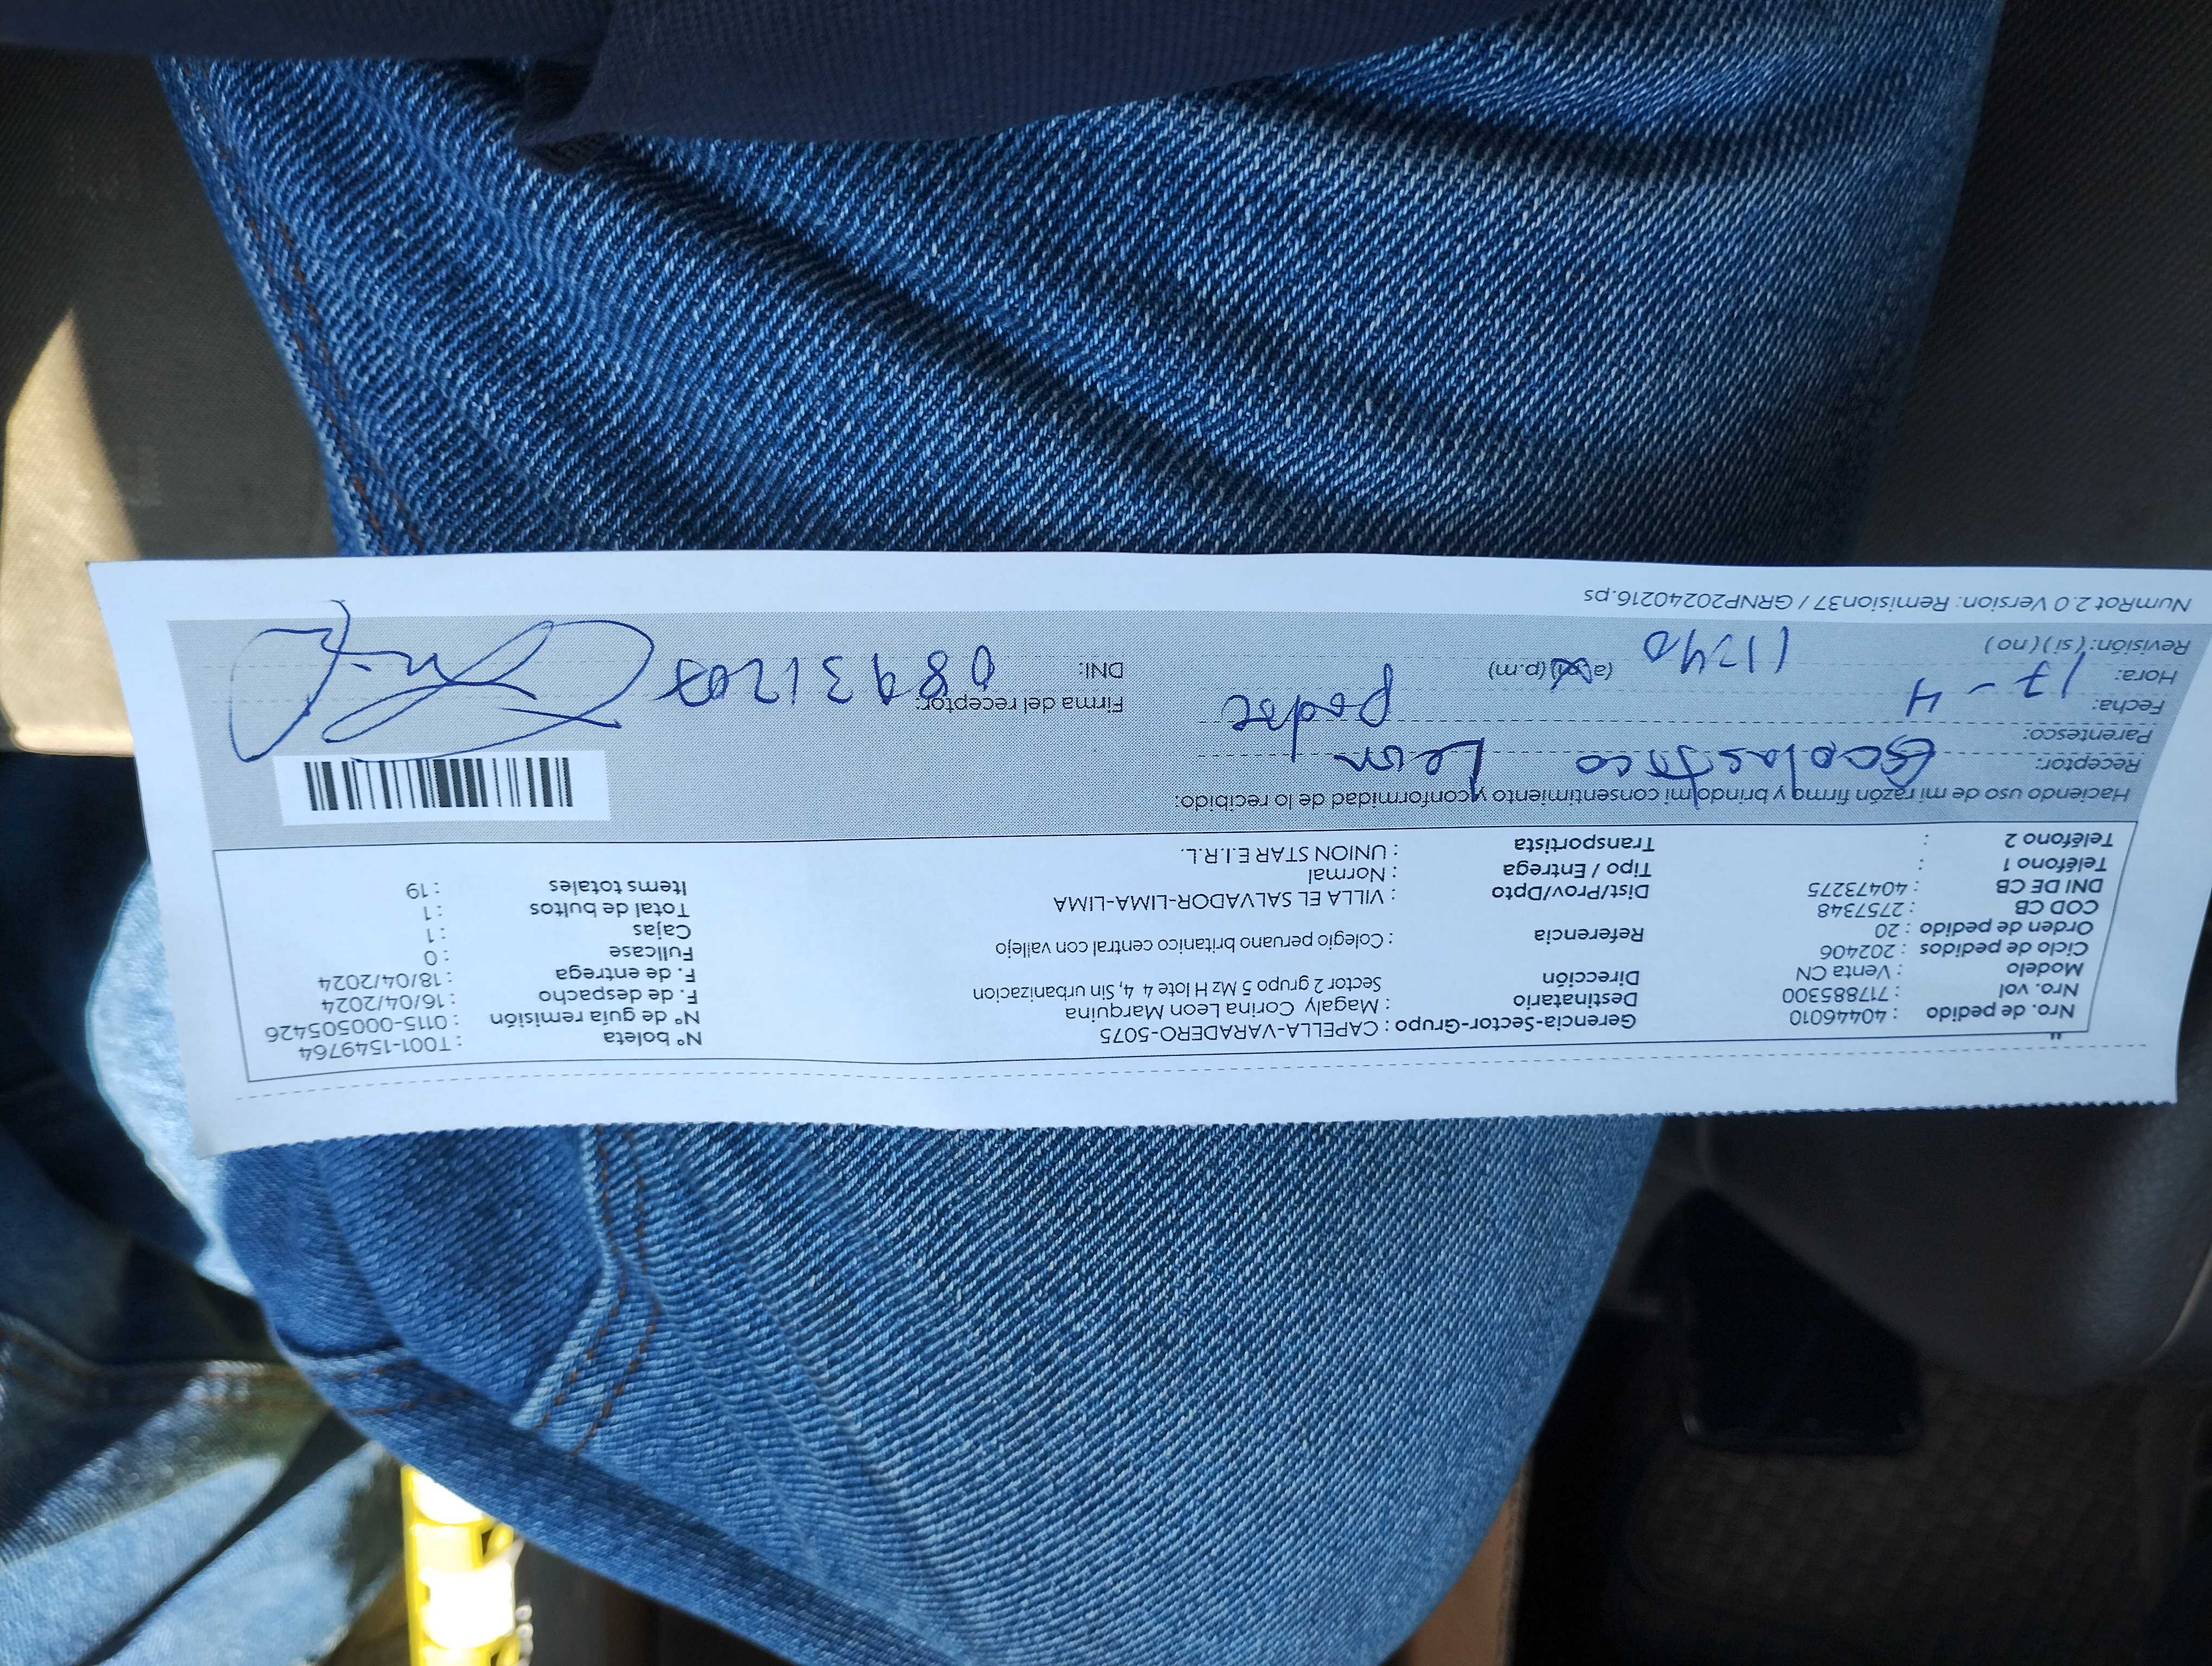 Nro. de pedido : 40446010
Nro. vol : 717885300
Modelo : Venta CN
Ciclo de pedidos : 202406
Orden de pedido : 20
COD CB : 2757348
DNI DE CB : 40473275
Teléfono 1 :
Teléfono 2 :
Gerencia-Sector-Grupo : CAPELLA-VARADERO-5075
Destinatario : Magaly Corina Leon Marquina
Dirección Sector 2 grupo 5 Mz H lote 4 4, Sin urbanizacion
Referencia : Colegio peruano britanico central con vallejo
Dist/Prov/Dpto : VILLA EL SALVADOR-LIMA-LIMA
Tipo / Entrega : Normal
Transportista : UNION STAR E.I.R.L.
N° boleta : T001-1549764
N° de guía remisión : 0115-000505426
F. de despacho : 16/04/2024
F. de entrega : 18/04/2024
Fullcase : 0
Cajas : 1
Total de bultos : 1
Items totales : 19
Haciendo uso de mi razón firmo y brindo mi consentimiento y conformidad de lo recibido:
Receptor: Escolastico Leon
Parentesco: padre
Fecha: 17-4
Hora: 11:40 (a.m) (p.m)
Revisión: (si) (no)
Firma del receptor:
DNI:
NumRot 2.0 Version: Remision37 / GRNP20240216.ps